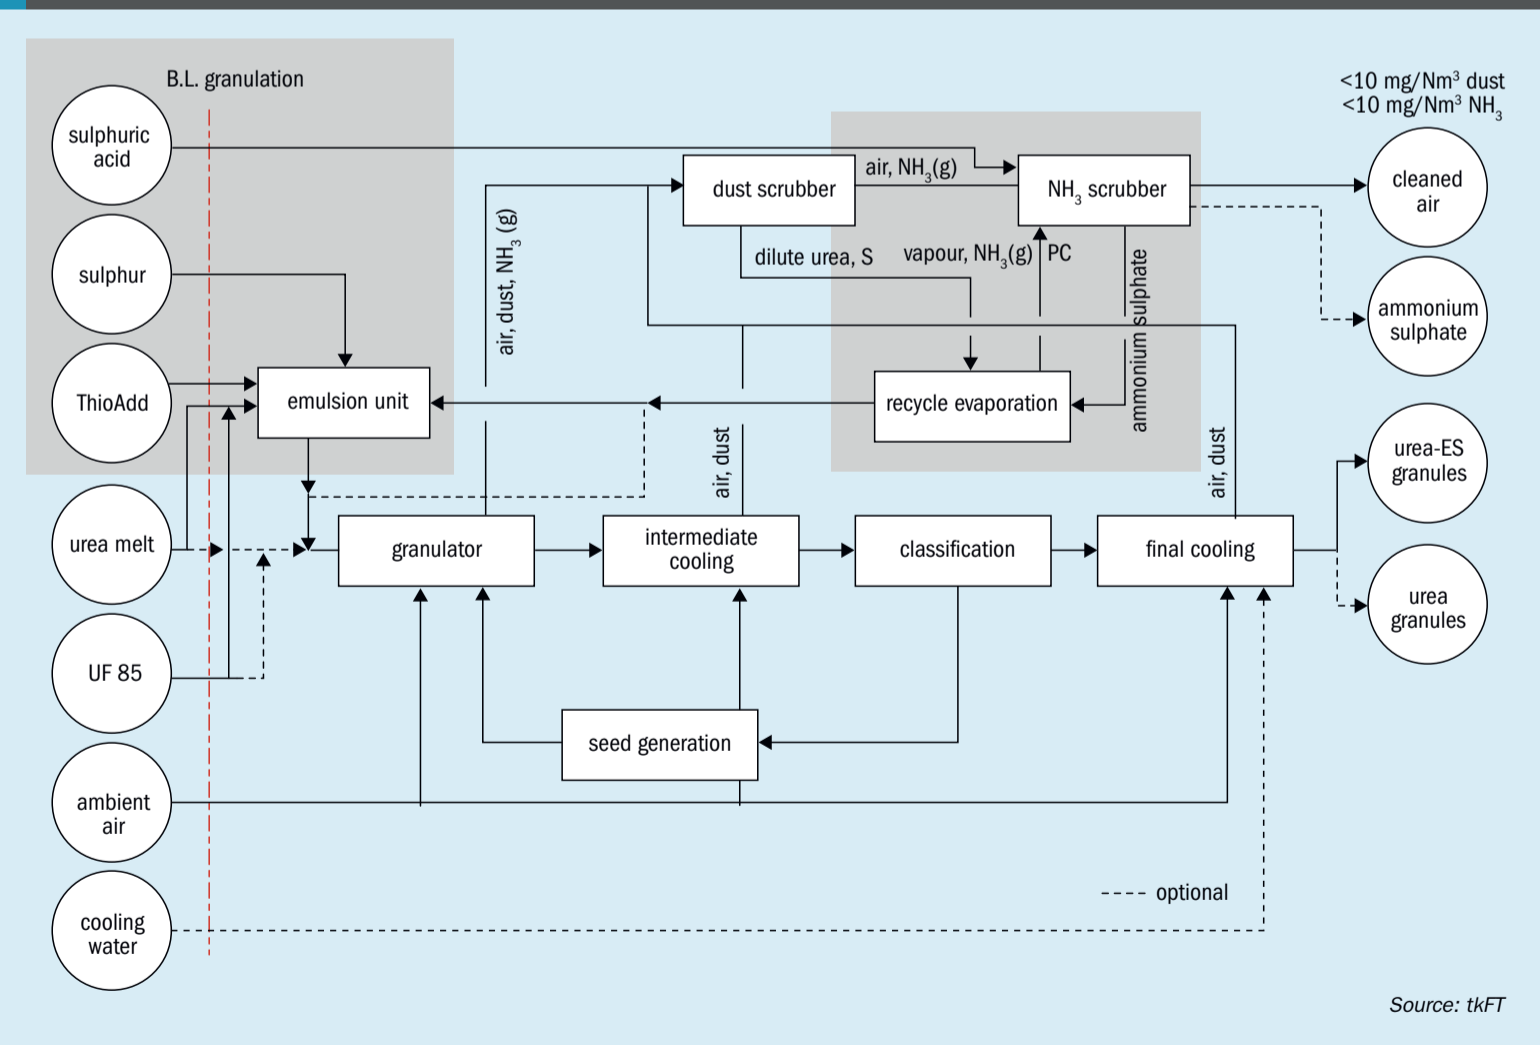 B.L. granulation
<10 mg/Nm³ dust
<10 mg/Nm³ NH₃
sulphuric
acid
air, NH₃(g)
dust scrubber
NH₃ scrubber
cleaned
air
air, dust, NH₃ (g)
dilute urea, S
vapour, NH₃(g)
PC
ammonium sulphate
sulphur
ammonium
sulphate
ThioAdd
emulsion unit
recycle evaporation
air, dust
air, dust
urea-ES
granules
urea melt
granulator
intermediate
cooling
classification
final cooling
urea
granules
UF 85
seed generation
ambient
air
optional
cooling
water
Source: tkFT